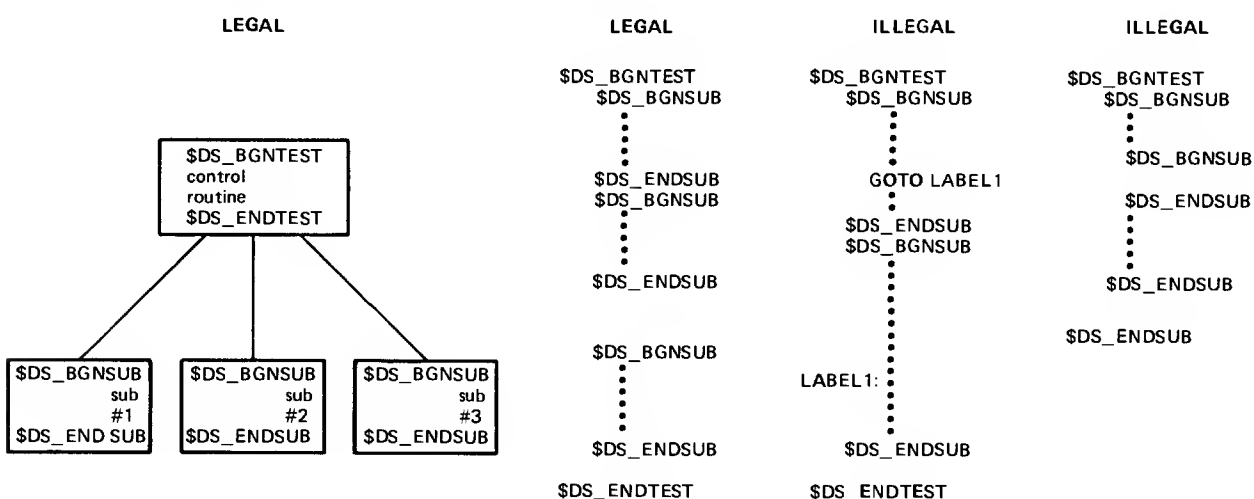 LEGAL
$DS_BGNTEST
control
routine
$DS_ENDTEST
$DS_BGNSUB
sub
#1
$DS_END SUB
$DS_BGNSUB
sub
#2
$DS_ENDSUB
$DS_BGNSUB
sub
#3
$DS_ENDSUB
LEGAL
$DS_BGNTEST
$DS_BGNSUB
$DS_ENDSUB
$DS_BGNSUB
$DS_ENDSUB
$DS_BGNSUB
$DS_ENDSUB
$DS_ENDTEST
ILLEGAL
$DS_BGNTEST
$DS_BGNSUB
GOTO LABEL1
$DS_ENDSUB
$DS_BGNSUB
LABEL1:
$DS_ENDSUB
$DS ENDTEST
ILLEGAL
$DS_BGNTEST
$DS_BGNSUB
$DS_BGNSUB
$DS_ENDSUB
$DS_ENDSUB
$DS_ENDSUB